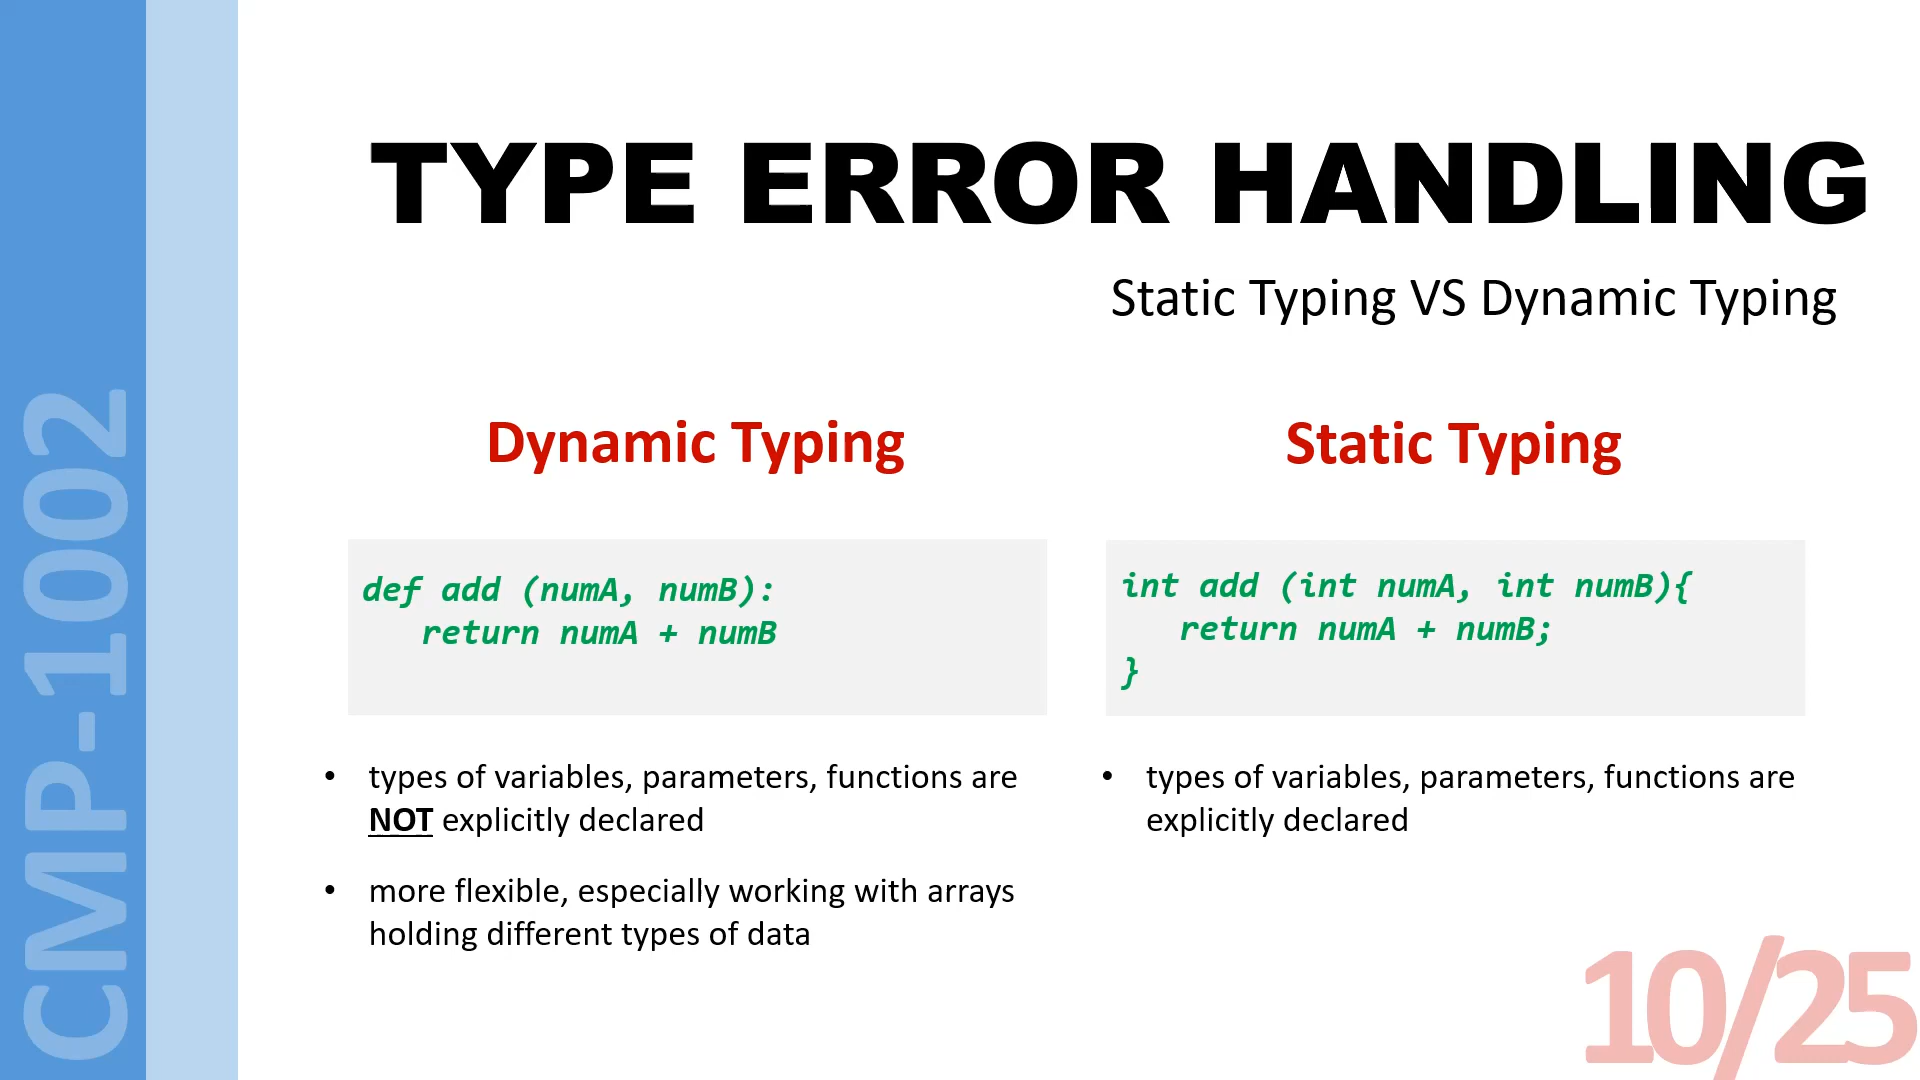 CMP-1002
TYPE ERROR HANDLING
Static Typing VS Dynamic Typing
Dynamic Typing
def add (numA, numB):
return numA + numB
• types of variables, parameters, functions are
NOT explicitly declared
• more flexible, especially working with arrays
holding different types of data
Static Typing
int add (int numA, int numB){
return numA + numB;
}
• types of variables, parameters, functions are
explicitly declared
10/25